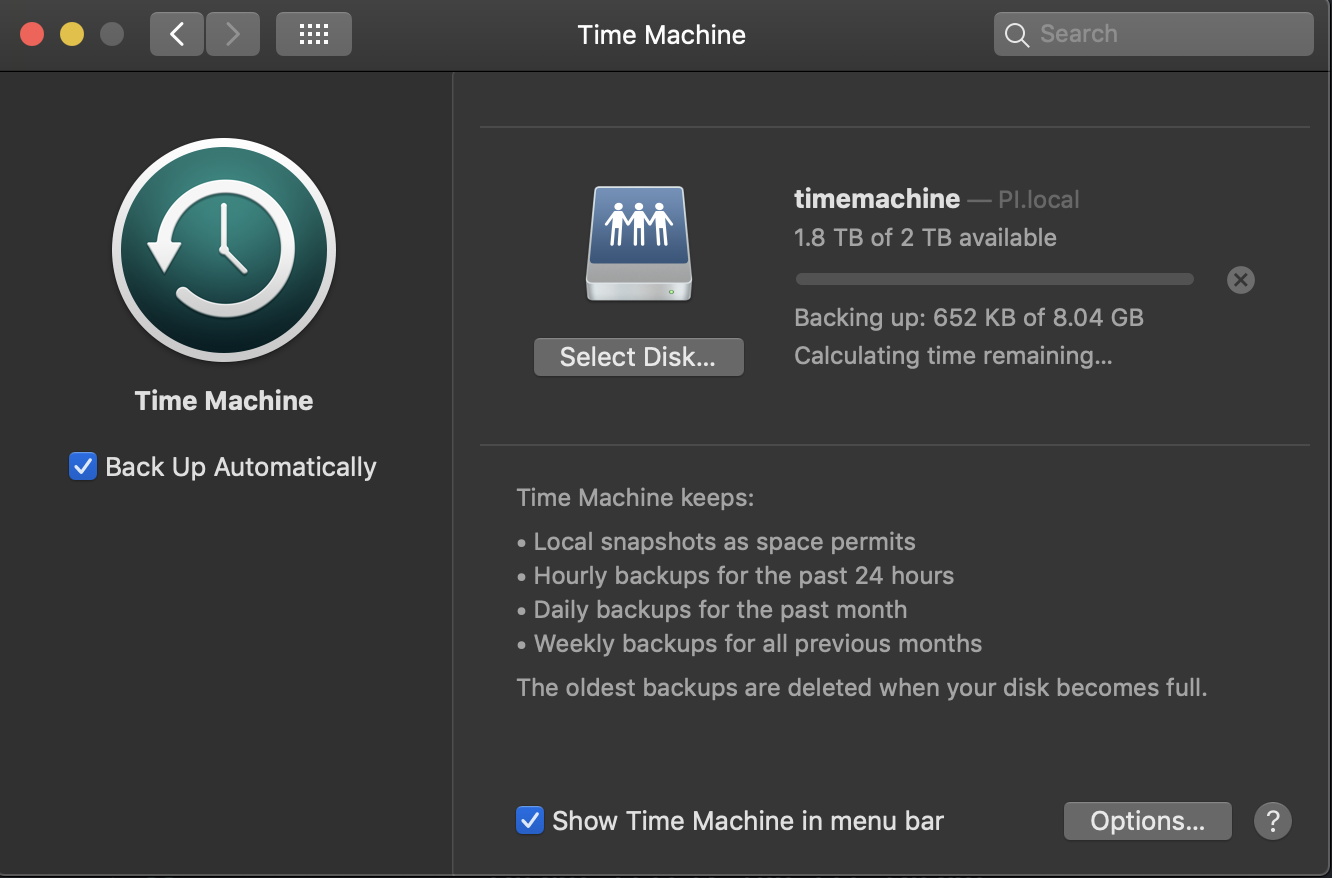 Time Machine
Search
Time Machine
Back Up Automatically
timemachine — PI.local
1.8 TB of 2 TB available
Backing up: 652 KB of 8.04 GB
Calculating time remaining...
Select Disk...
Time Machine keeps:
• Local snapshots as space permits
• Hourly backups for the past 24 hours
• Daily backups for the past month
• Weekly backups for all previous months
The oldest backups are deleted when your disk becomes full.
Show Time Machine in menu bar
Options...
?